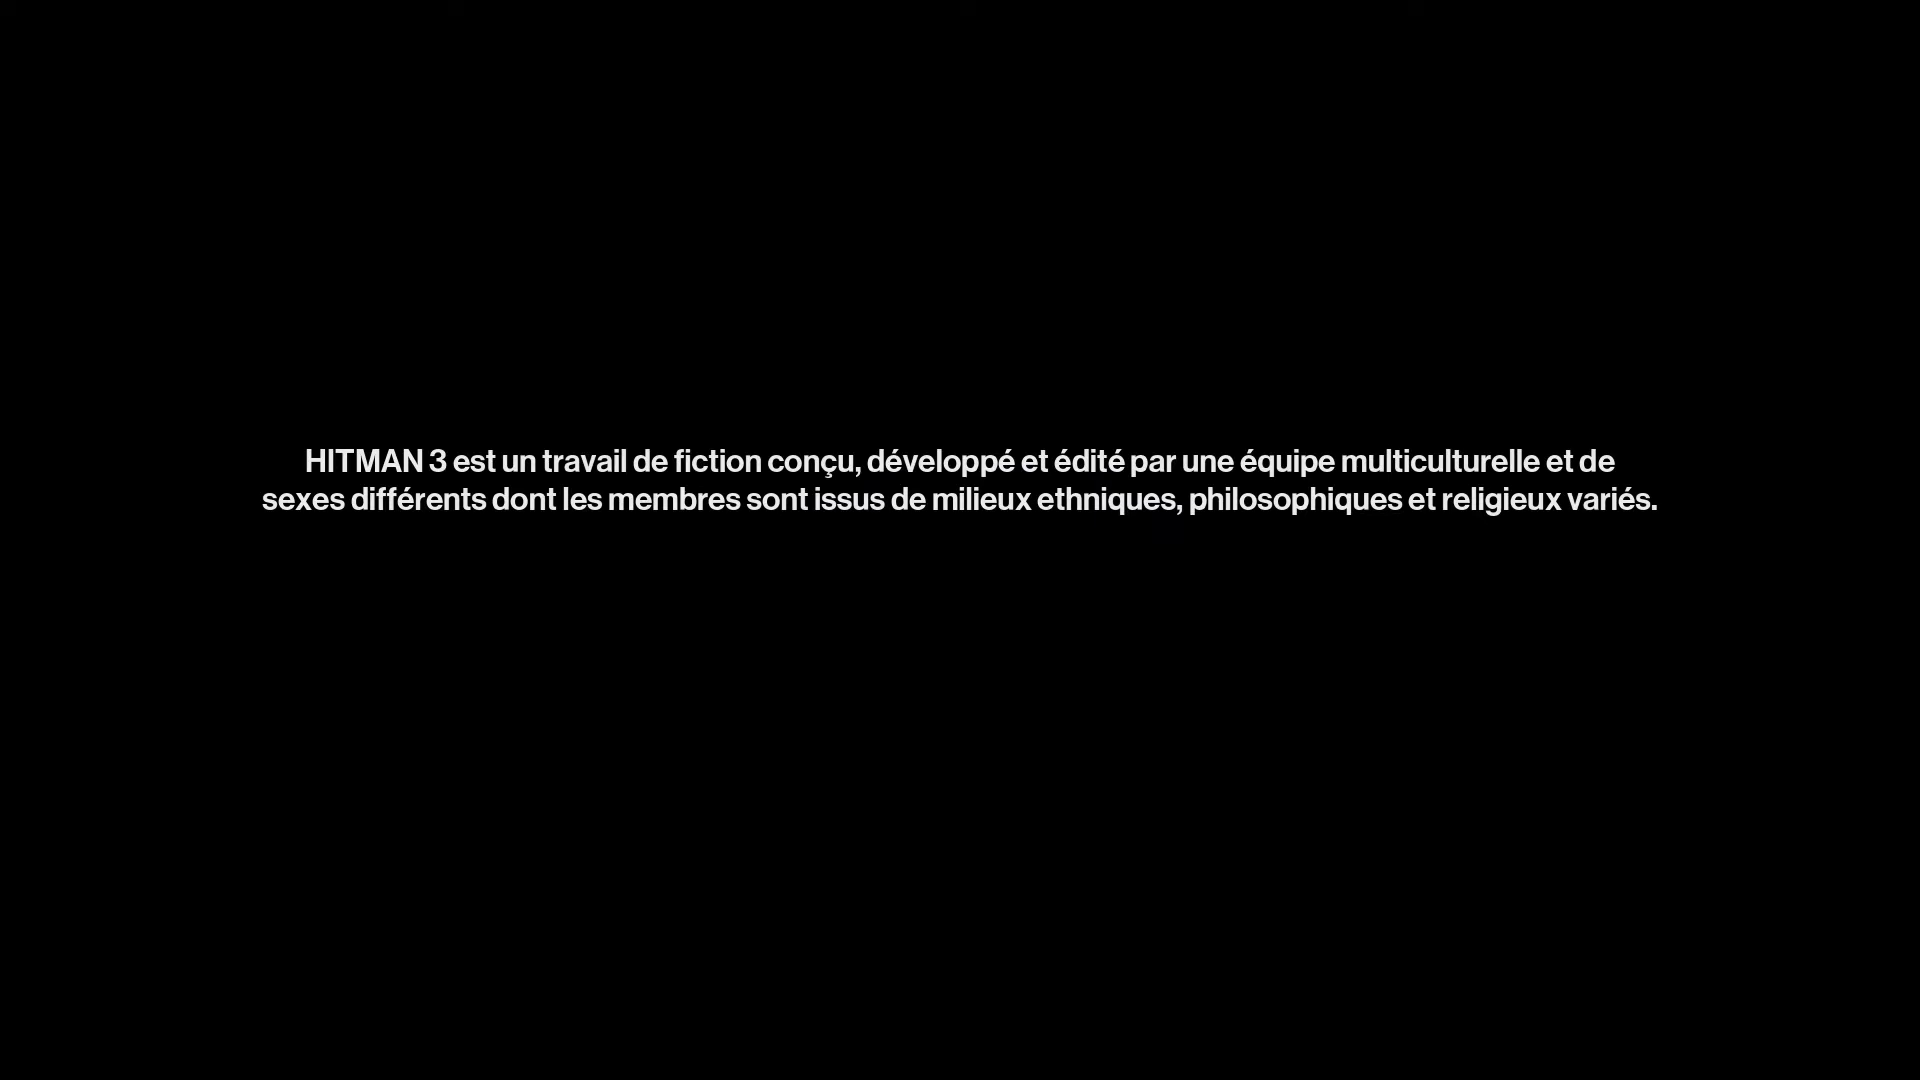 HITMAN 3 est un travail de fiction conçu, développé et édité par une équipe multiculturelle et de
sexes différents dont les membres sont issus de milieux ethniques, philosophiques et religieux variés.